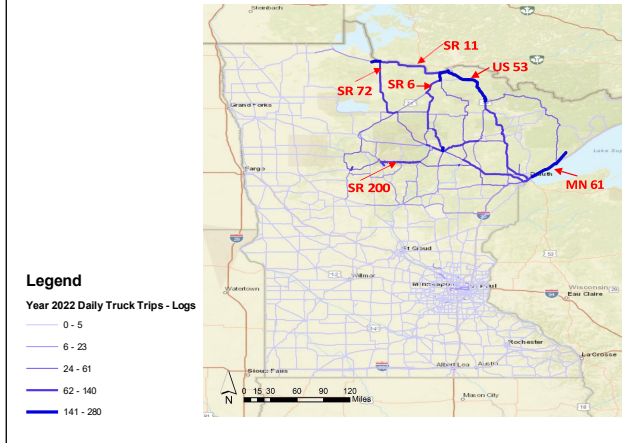 Steinbach
SR 11
US 53
SR 6
SR 72
Grand Forks
Lake Sup
Fargo
SR 200
Duluth
MN 61
St Cloud
Willmar
Minneapolis
Watertown
Wisconsin
Eau Claire
Rochester
La Crosse
Albert Lea
Austin
Sioux Falls
Mason City
N
0 15 30 60 90 120
Miles
Legend
Year 2022 Daily Truck Trips - Logs
0 - 5
6 - 23
24 - 61
62 - 140
141 - 280